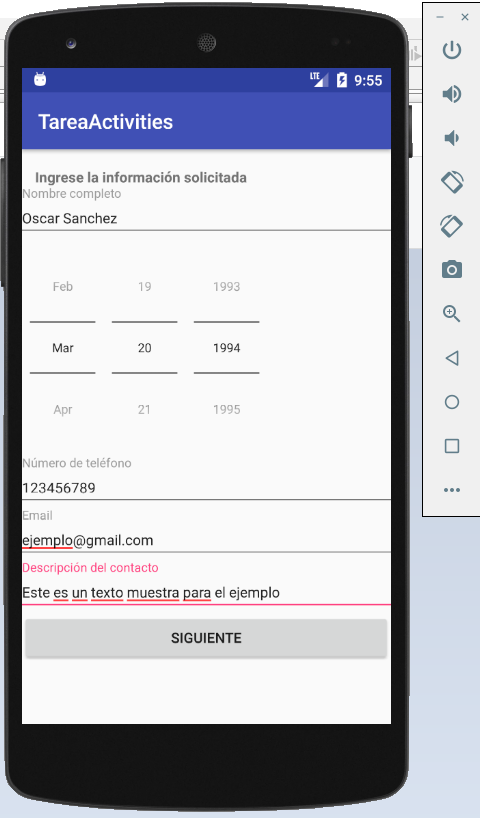 LTE 9:55
TareaActivities
Ingrese la información solicitada
Nombre completo
Oscar Sanchez
Feb 19 1993
Mar 20 1994
Apr 21 1995
Número de teléfono
123456789
Email
ejemplo@gmail.com
Descripción del contacto
Este es un texto muestra para el ejemplo
SIGUIENTE